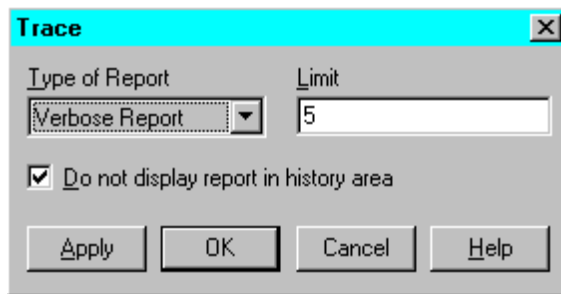 Trace
Type of Report Limit
Verbose Report 5
Do not display report in history area
Apply OK Cancel Help